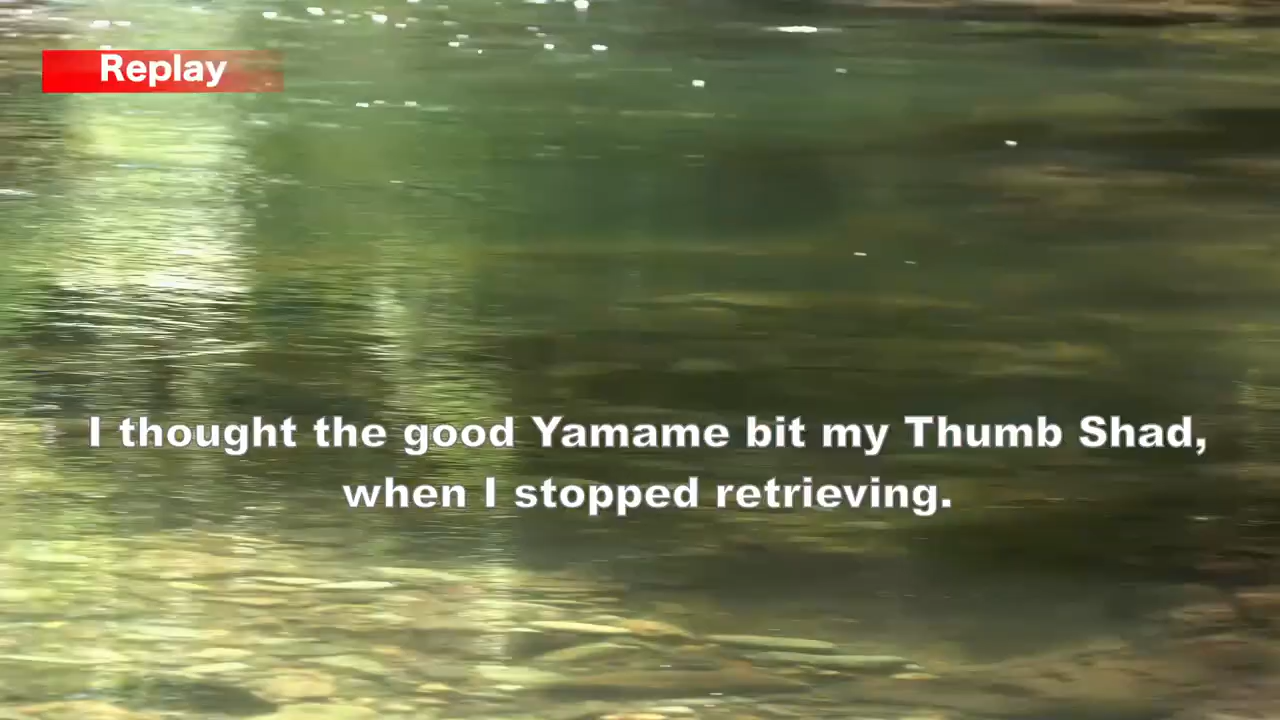 Replay
I thought the good Yamame bit my Thumb Shad,
when I stopped retrieving.